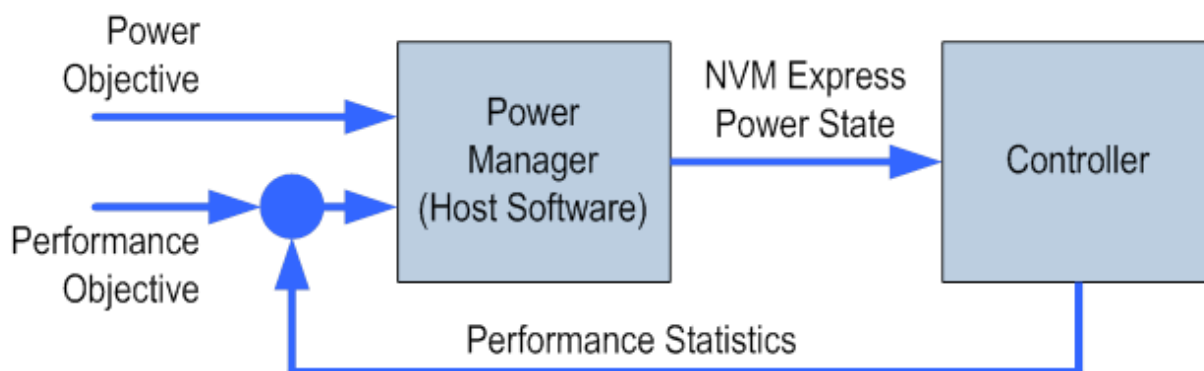 Power
Objective
Performance
Objective
Power
Manager
(Host Software)
NVM Express
Power State
Controller
Performance Statistics